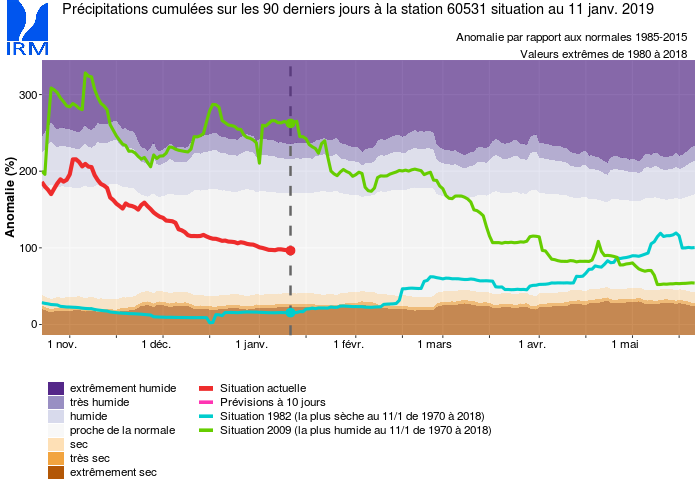 Précipitations cumulées sur les 90 derniers jours à la station 60531 situation au 11 janv. 2019
IRM
Anomalie par rapport aux normales 1985-2015
Valeurs extrêmes de 1980 à 2018
Anomalie (%)
300
200
100
0
1 nov. 1 déc. 1 janv. 1 févr. 1 mars 1 avr. 1 mai
extrêmement humide
très humide
humide
proche de la normale
sec
très sec
extrêmement sec
Situation actuelle
Prévisions à 10 jours
Situation 1982 (la plus sèche au 11/1 de 1970 à 2018)
Situation 2009 (la plus humide au 11/1 de 1970 à 2018)